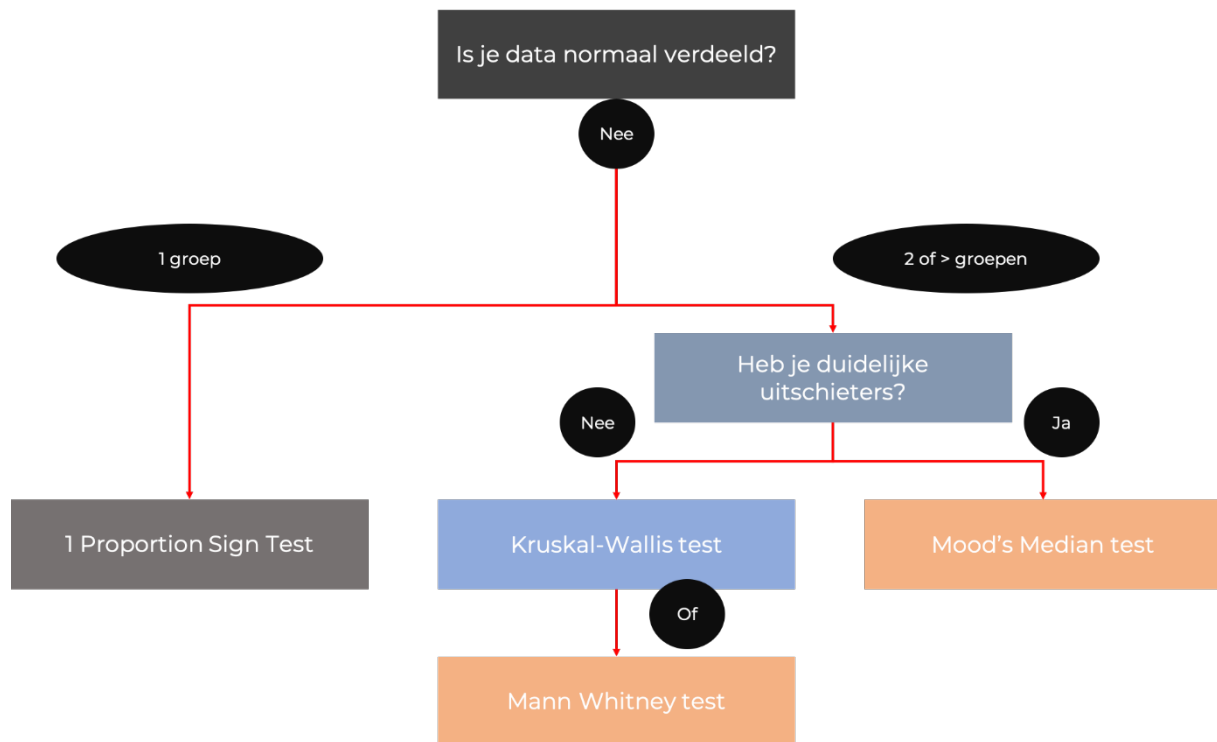 Is je data normaal verdeeld?
Nee
1 groep
2 of > groepen
Heb je duidelijke
uitschieters?
Nee
Ja
1 Proportion Sign Test
Kruskal-Wallis test
Mood's Median test
Of
Mann Whitney test